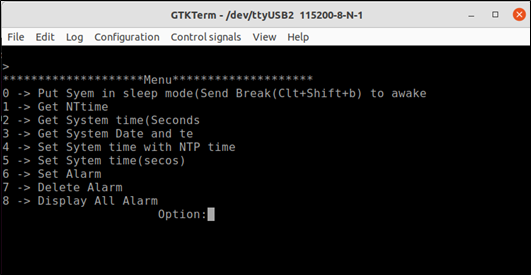 GTKTerm - /dev/ttyUSB2 115200-8-N-1
File Edit Log Configuration Control signals View Help
>
********************Menu********************
0 -> Put Syem in sleep mode(Send Break(Clt+Shift+b) to awake
1 -> Get NTtime
2 -> Get System time(Seconds
3 -> Get System Date and te
4 -> Set Sytem time with NTP time
5 -> Set Sytem time(secos)
6 -> Set Alarm
7 -> Delete Alarm
8 -> Display All Alarm
Option: